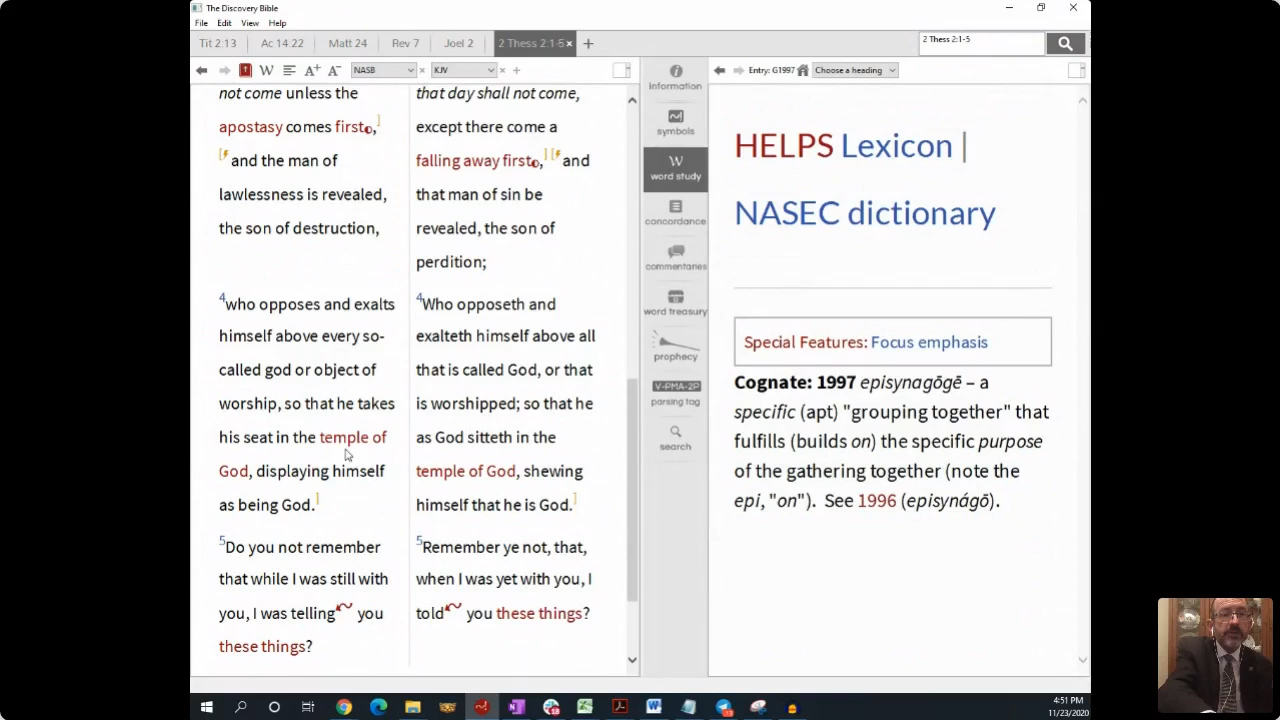 The Discovery Bible
File Edit View Help
Tit 2:13 Ac 14:22 Matt 24 Rev 7 Joel 2 2 Thess 2:1-5 × +
2 Thess 2:1-5
W A+ A- NASB × KJV × +
Entry: G1997 Choose a heading
not come unless the
apostasy comes first,]
[and the man of
lawlessness is revealed,
the son of destruction,
4who opposes and exalts
himself above every so-
called god or object of
worship, so that he takes
his seat in the temple of
God, displaying himself
as being God.]
5Do you not remember
that while I was still with
you, I was telling you
these things?
that day shall not come,
except there come a
falling away first,] [and
that man of sin be
revealed, the son of
perdition;
4Who opposeth and
exalteth himself above all
that is called God, or that
is worshipped; so that he
as God sitteth in the
temple of God, shewing
himself that he is God.]
5Remember ye not, that,
when I was yet with you, I
told you these things?
information
symbols
W
word study
concordance
commentaries
word treasury
prophecy
V-PMA-2P
parsing tag
search
HELPS Lexicon |
NASEC dictionary
Special Features: Focus emphasis
Cognate: 1997 episynagōgē – a
specific (apt) "grouping together" that
fulfills (builds on) the specific purpose
of the gathering together (note the
epi, "on"). See 1996 (episynágō).
4:51 PM
11/23/2020